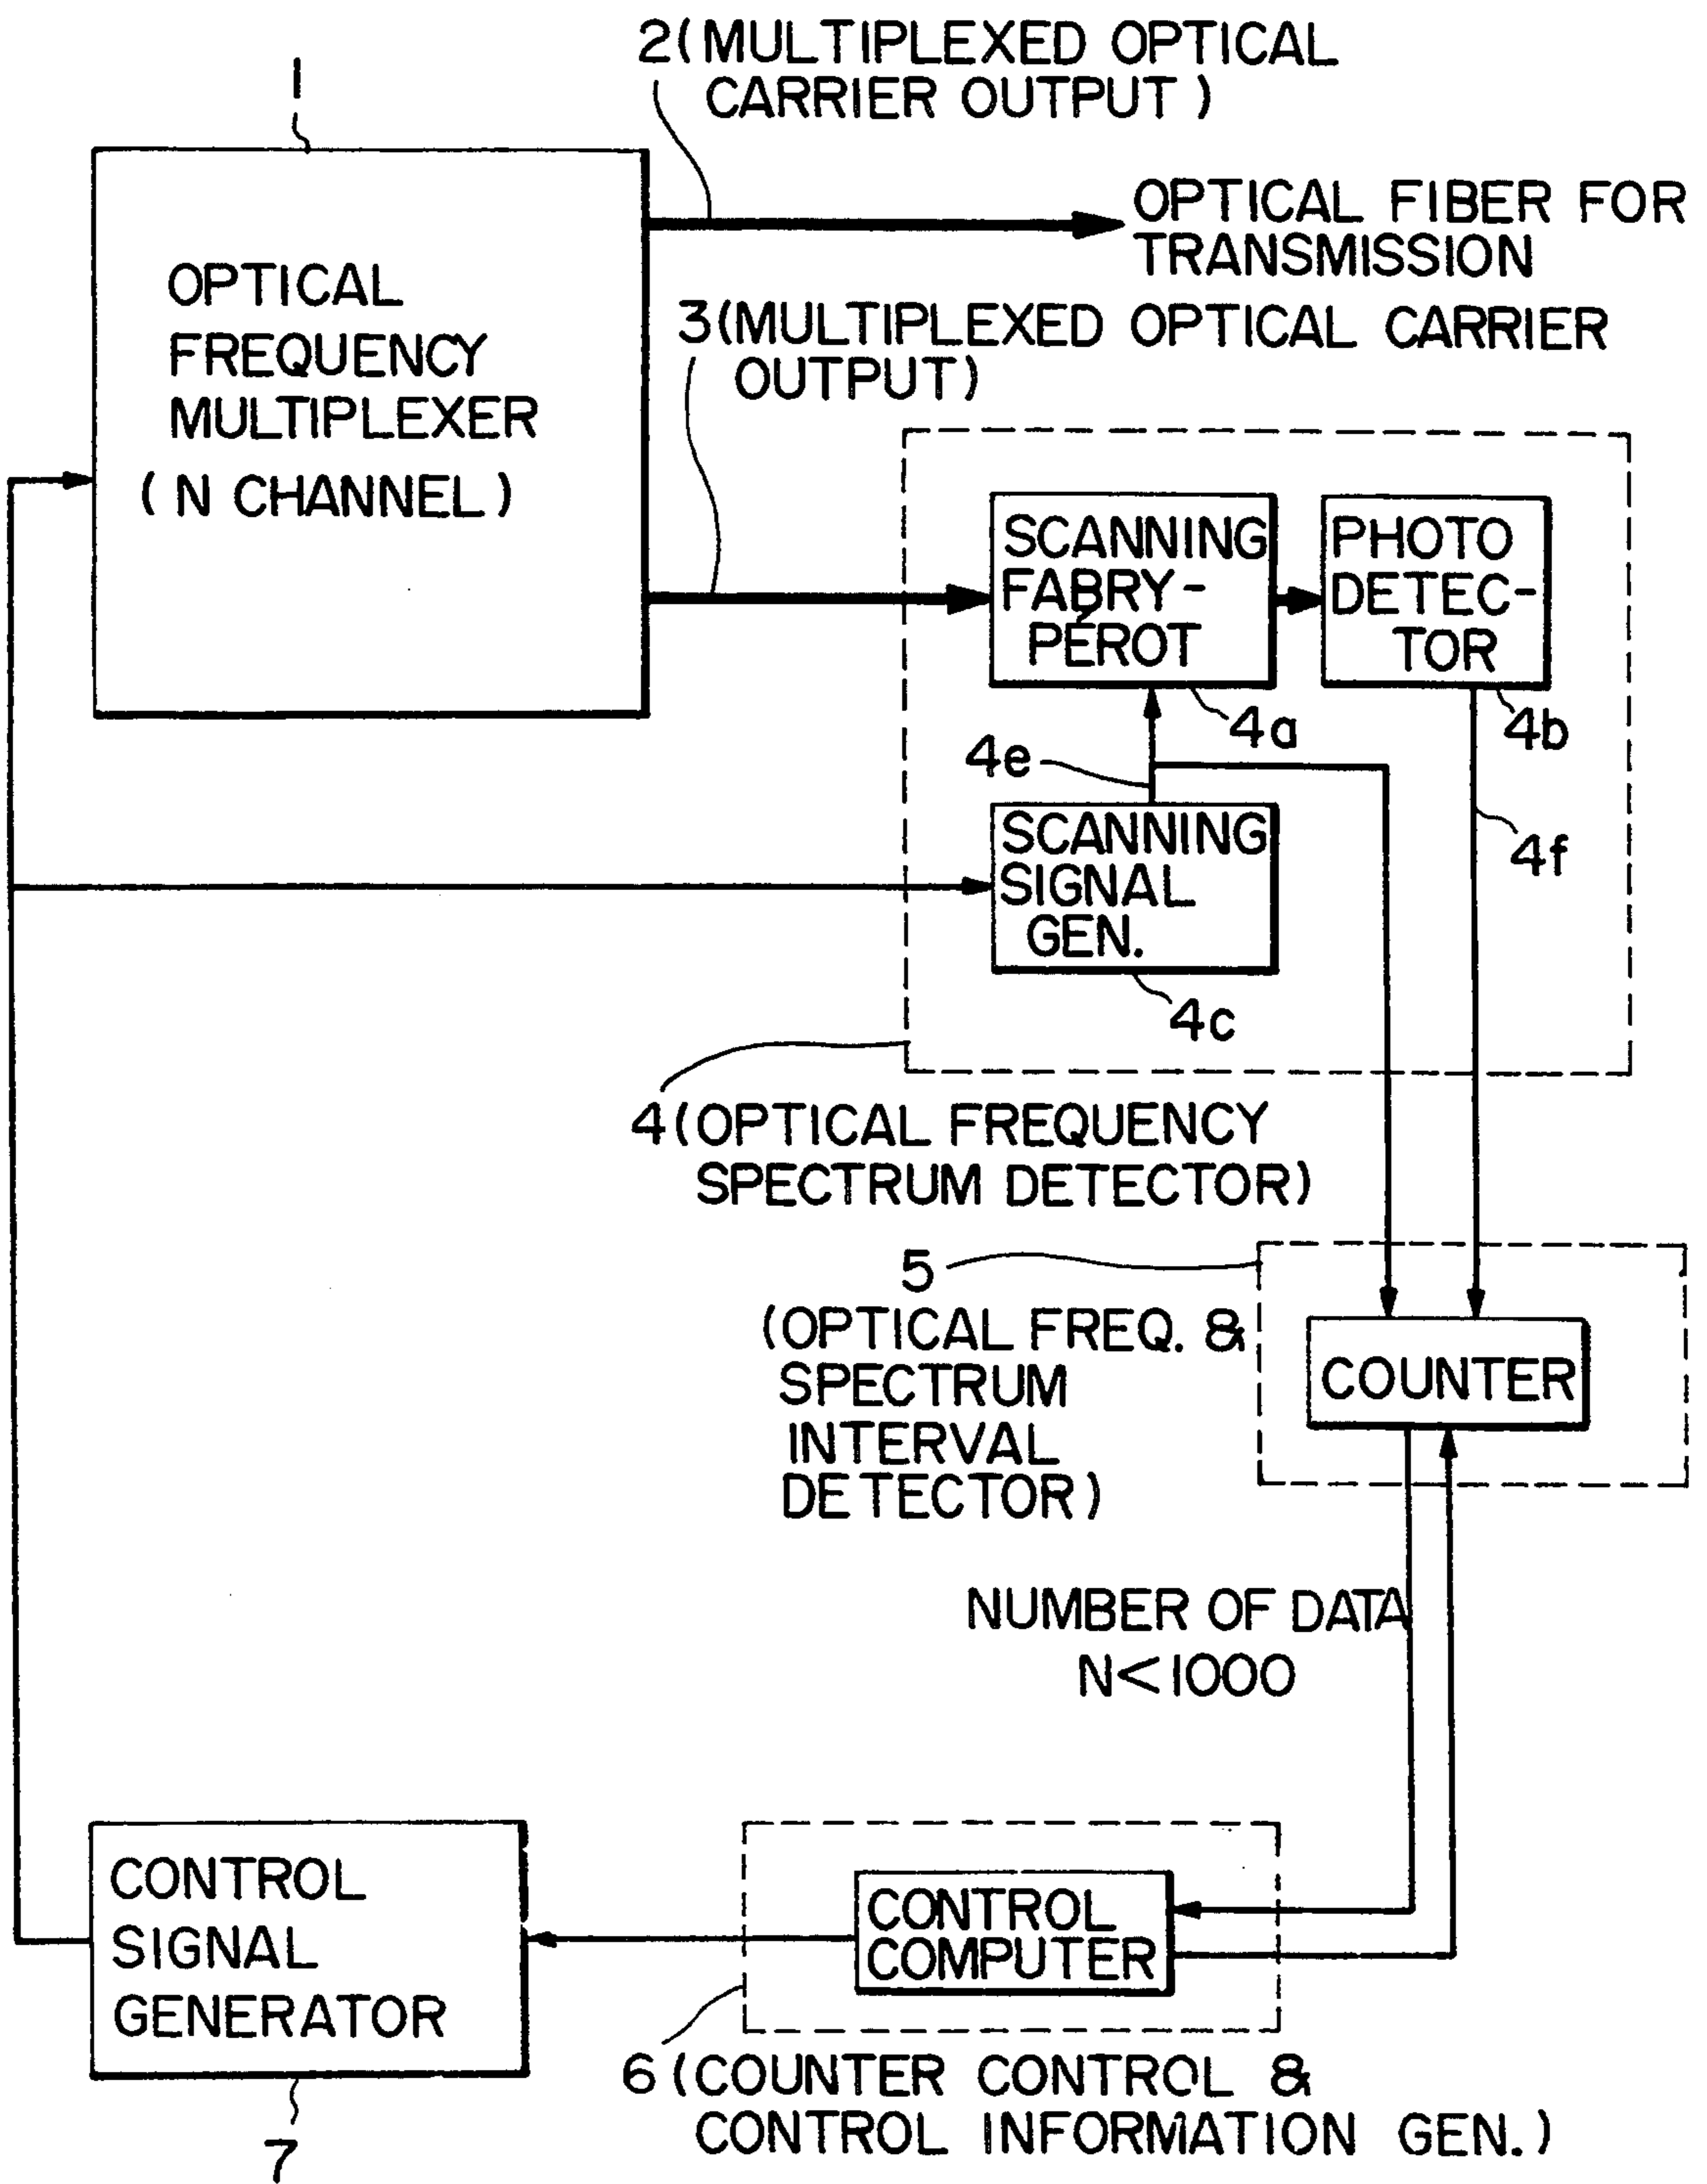 2(MULTIPLEXED OPTICAL
CARRIER OUTPUT)
1
OPTICAL FIBER FOR
TRANSMISSION
OPTICAL
FREQUENCY
MULTIPLEXER
(N CHANNEL)
3(MULTIPLEXED OPTICAL CARRIER
OUTPUT)
SCANNING
FABRY-
PÉROT
4a
PHOTO
DETEC-
TOR
4b
4e
4f
SCANNING
SIGNAL
GEN.
4c
4(OPTICAL FREQUENCY
SPECTRUM DETECTOR)
5
(OPTICAL FREQ. &
SPECTRUM
INTERVAL
DETECTOR)
COUNTER
NUMBER OF DATA
N<1000
CONTROL
SIGNAL
GENERATOR
7
CONTROL
COMPUTER
6(COUNTER CONTROL &
CONTROL INFORMATION GEN.)